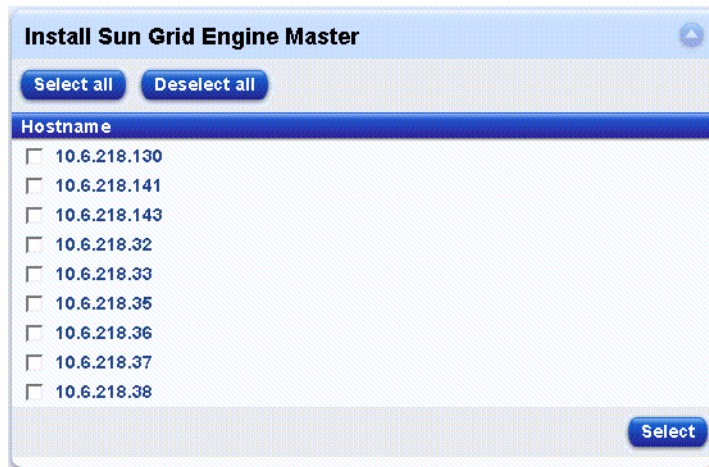 Install Sun Grid Engine Master
Select all Deselect all
Hostname
10.6.218.130
10.6.218.141
10.6.218.143
10.6.218.32
10.6.218.33
10.6.218.35
10.6.218.36
10.6.218.37
10.6.218.38
Select